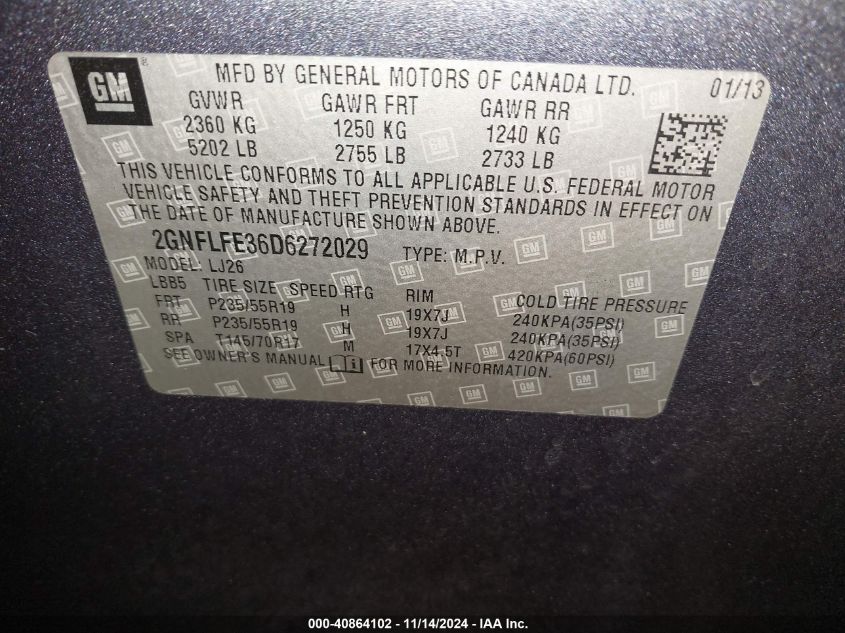 GM ® MFD BY GENERAL MOTORS OF CANADA LTD. 01/13
GVWR GAWR FRT GAWR RR
2360 KG 1250 KG 1240 KG
5202 LB 2755 LB 2733 LB
THIS VEHICLE CONFORMS TO ALL APPLICABLE U.S. FEDERAL MOTOR
VEHICLE SAFETY AND THEFT PREVENTION STANDARDS IN EFFECT ON
THE DATE OF MANUFACTURE SHOWN ABOVE.
2GNFLFE36D6272029 TYPE: M.P.V.
MODEL: LJ26
LBB5 TIRE SIZE SPEED RTG RIM COLD TIRE PRESSURE
FRT P235/55R19 H 19X7J 240KPA(35PSI)
RR P235/55R19 H 19X7J 240KPA(35PSI)
SPA T145/70R17 M 17X4.5T 420KPA(60PSI)
SEE OWNER'S MANUAL i FOR MORE INFORMATION.
000-40864102 - 11/14/2024 - IAA Inc.